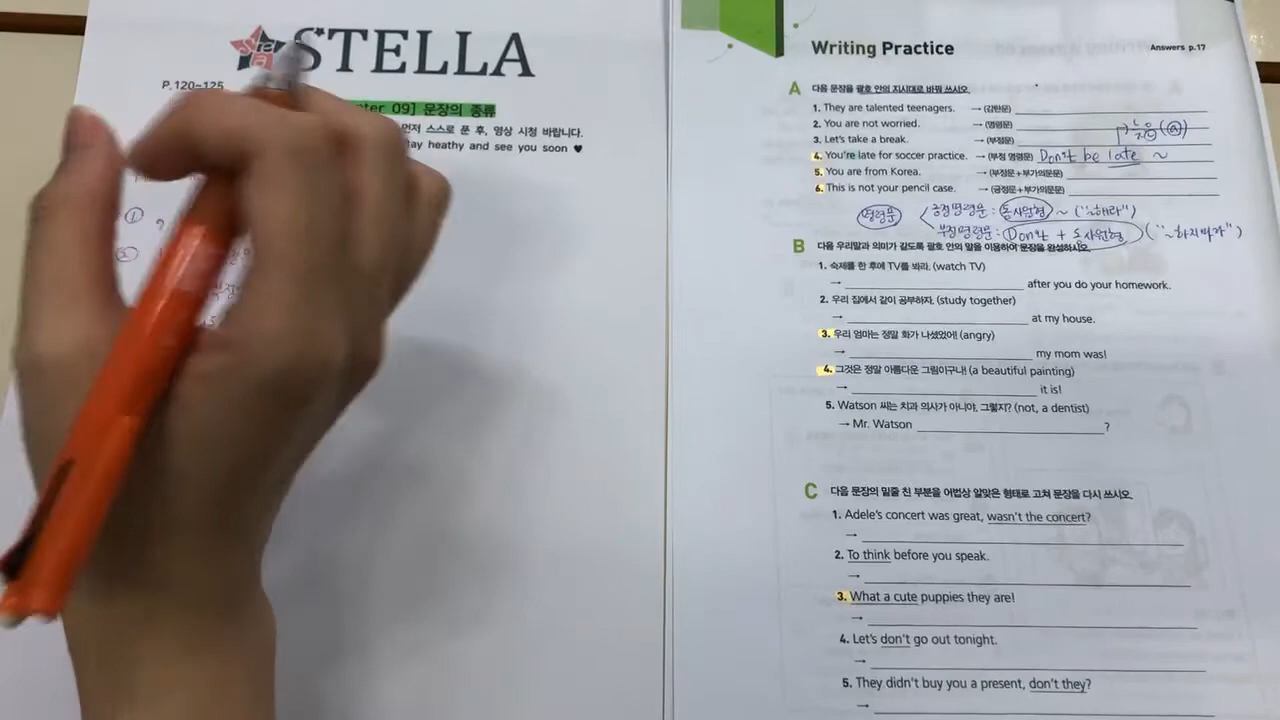 STELLA
P.120~125
ter 09] 문장의 종류
먼저 스스로 푼 후, 영상 시청 바랍니다.
tay heathy and see you soon ♥
①
②
Writing Practice
Answers p.17
A 다음 문장을 괄호 안의 지시대로 바꿔 쓰시오.
1. They are talented teenagers. → (감탄문)
2. You are not worried. → (명령문)
3. Let's take a break. → (부정문)
4. You're late for soccer practice. → (부정 명령문) Don't be late ~
5. You are from Korea. → (부정문+부가의문문)
6. This is not your pencil case. → (긍정문+부가의문문)
명령문
긍정명령문 : 동사원형 ~ ("~해라")
부정명령문 : Don't + 동사원형 ("~하지마라")
B 다음 우리말과 의미가 같도록 괄호 안의 말을 이용하여 문장을 완성하시오.
1. 숙제를 한 후에 TV를 봐라. (watch TV)
→ after you do your homework.
2. 우리 집에서 같이 공부하자. (study together)
→ at my house.
3. 우리 엄마는 정말 화가 나셨었어! (angry)
→ my mom was!
4. 그것은 정말 아름다운 그림이구나! (a beautiful painting)
→ it is!
5. Watson 씨는 치과 의사가 아니야, 그렇지? (not, a dentist)
→ Mr. Watson ?
C 다음 문장의 밑줄 친 부분을 어법상 알맞은 형태로 고쳐 문장을 다시 쓰시오.
1. Adele's concert was great, wasn't the concert?
→
2. To think before you speak.
→
3. What a cute puppies they are!
→
4. Let's don't go out tonight.
→
5. They didn't buy you a present, don't they?
→